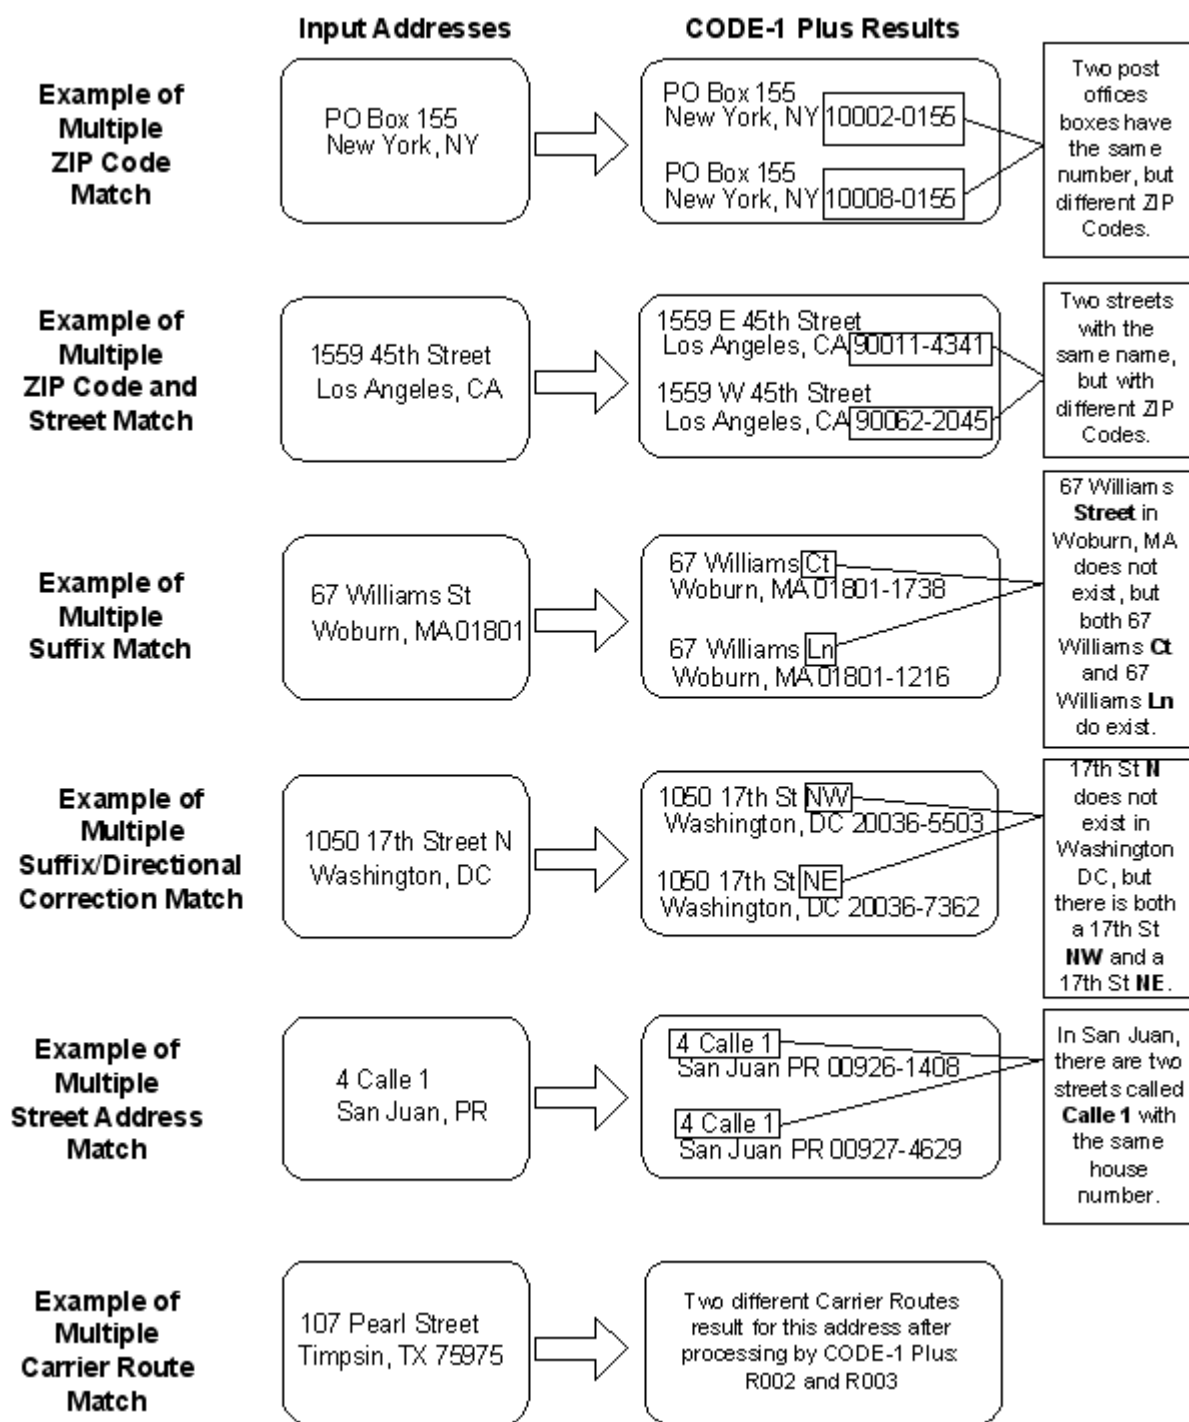 Input Addresses
CODE-1 Plus Results
Example of
Multiple
ZIP Code
Match
PO Box 155
New York, NY
PO Box 155
New York, NY 10002-0155
PO Box 155
New York, NY 10008-0155
Two post
offices
boxes have
the same
number, but
different ZIP
Codes.
Example of
Multiple
ZIP Code and
Street Match
1559 45th Street
Los Angeles, CA
1559 E 45th Street
Los Angeles, CA 90011-4341
1559 W 45th Street
Los Angeles, CA 90062-2045
Two streets
with the
same name,
but with
different ZIP
Codes.
Example of
Multiple
Suffix Match
67 Williams St
Woburn, MA 01801
67 Williams Ct
Woburn, MA 01801-1738
67 Williams Ln
Woburn, MA 01801-1216
67 Williams
Street in
Woburn, MA
does not
exist, but
both 67
Williams Ct
and 67
Williams Ln
do exist.
Example of
Multiple
Suffix/Directional
Correction Match
1050 17th Street N
Washington, DC
1050 17th St NW
Washington, DC 20036-5503
1050 17th St NE
Washington, DC 20036-7362
17th St N
does not
exist in
Washington
DC, but
there is both
a 17th St
NW and a
17th St NE.
Example of
Multiple
Street Address
Match
4 Calle 1
San Juan, PR
4 Calle 1
San Juan PR 00926-1408
4 Calle 1
San Juan PR 00927-4629
In San Juan,
there are two
streets called
Calle 1 with
the same
house
number.
Example of
Multiple
Carrier Route
Match
107 Pearl Street
Timpsin, TX 75975
Two different Carrier Routes
result for this address after
processing by CODE-1 Plus:
R002 and R003